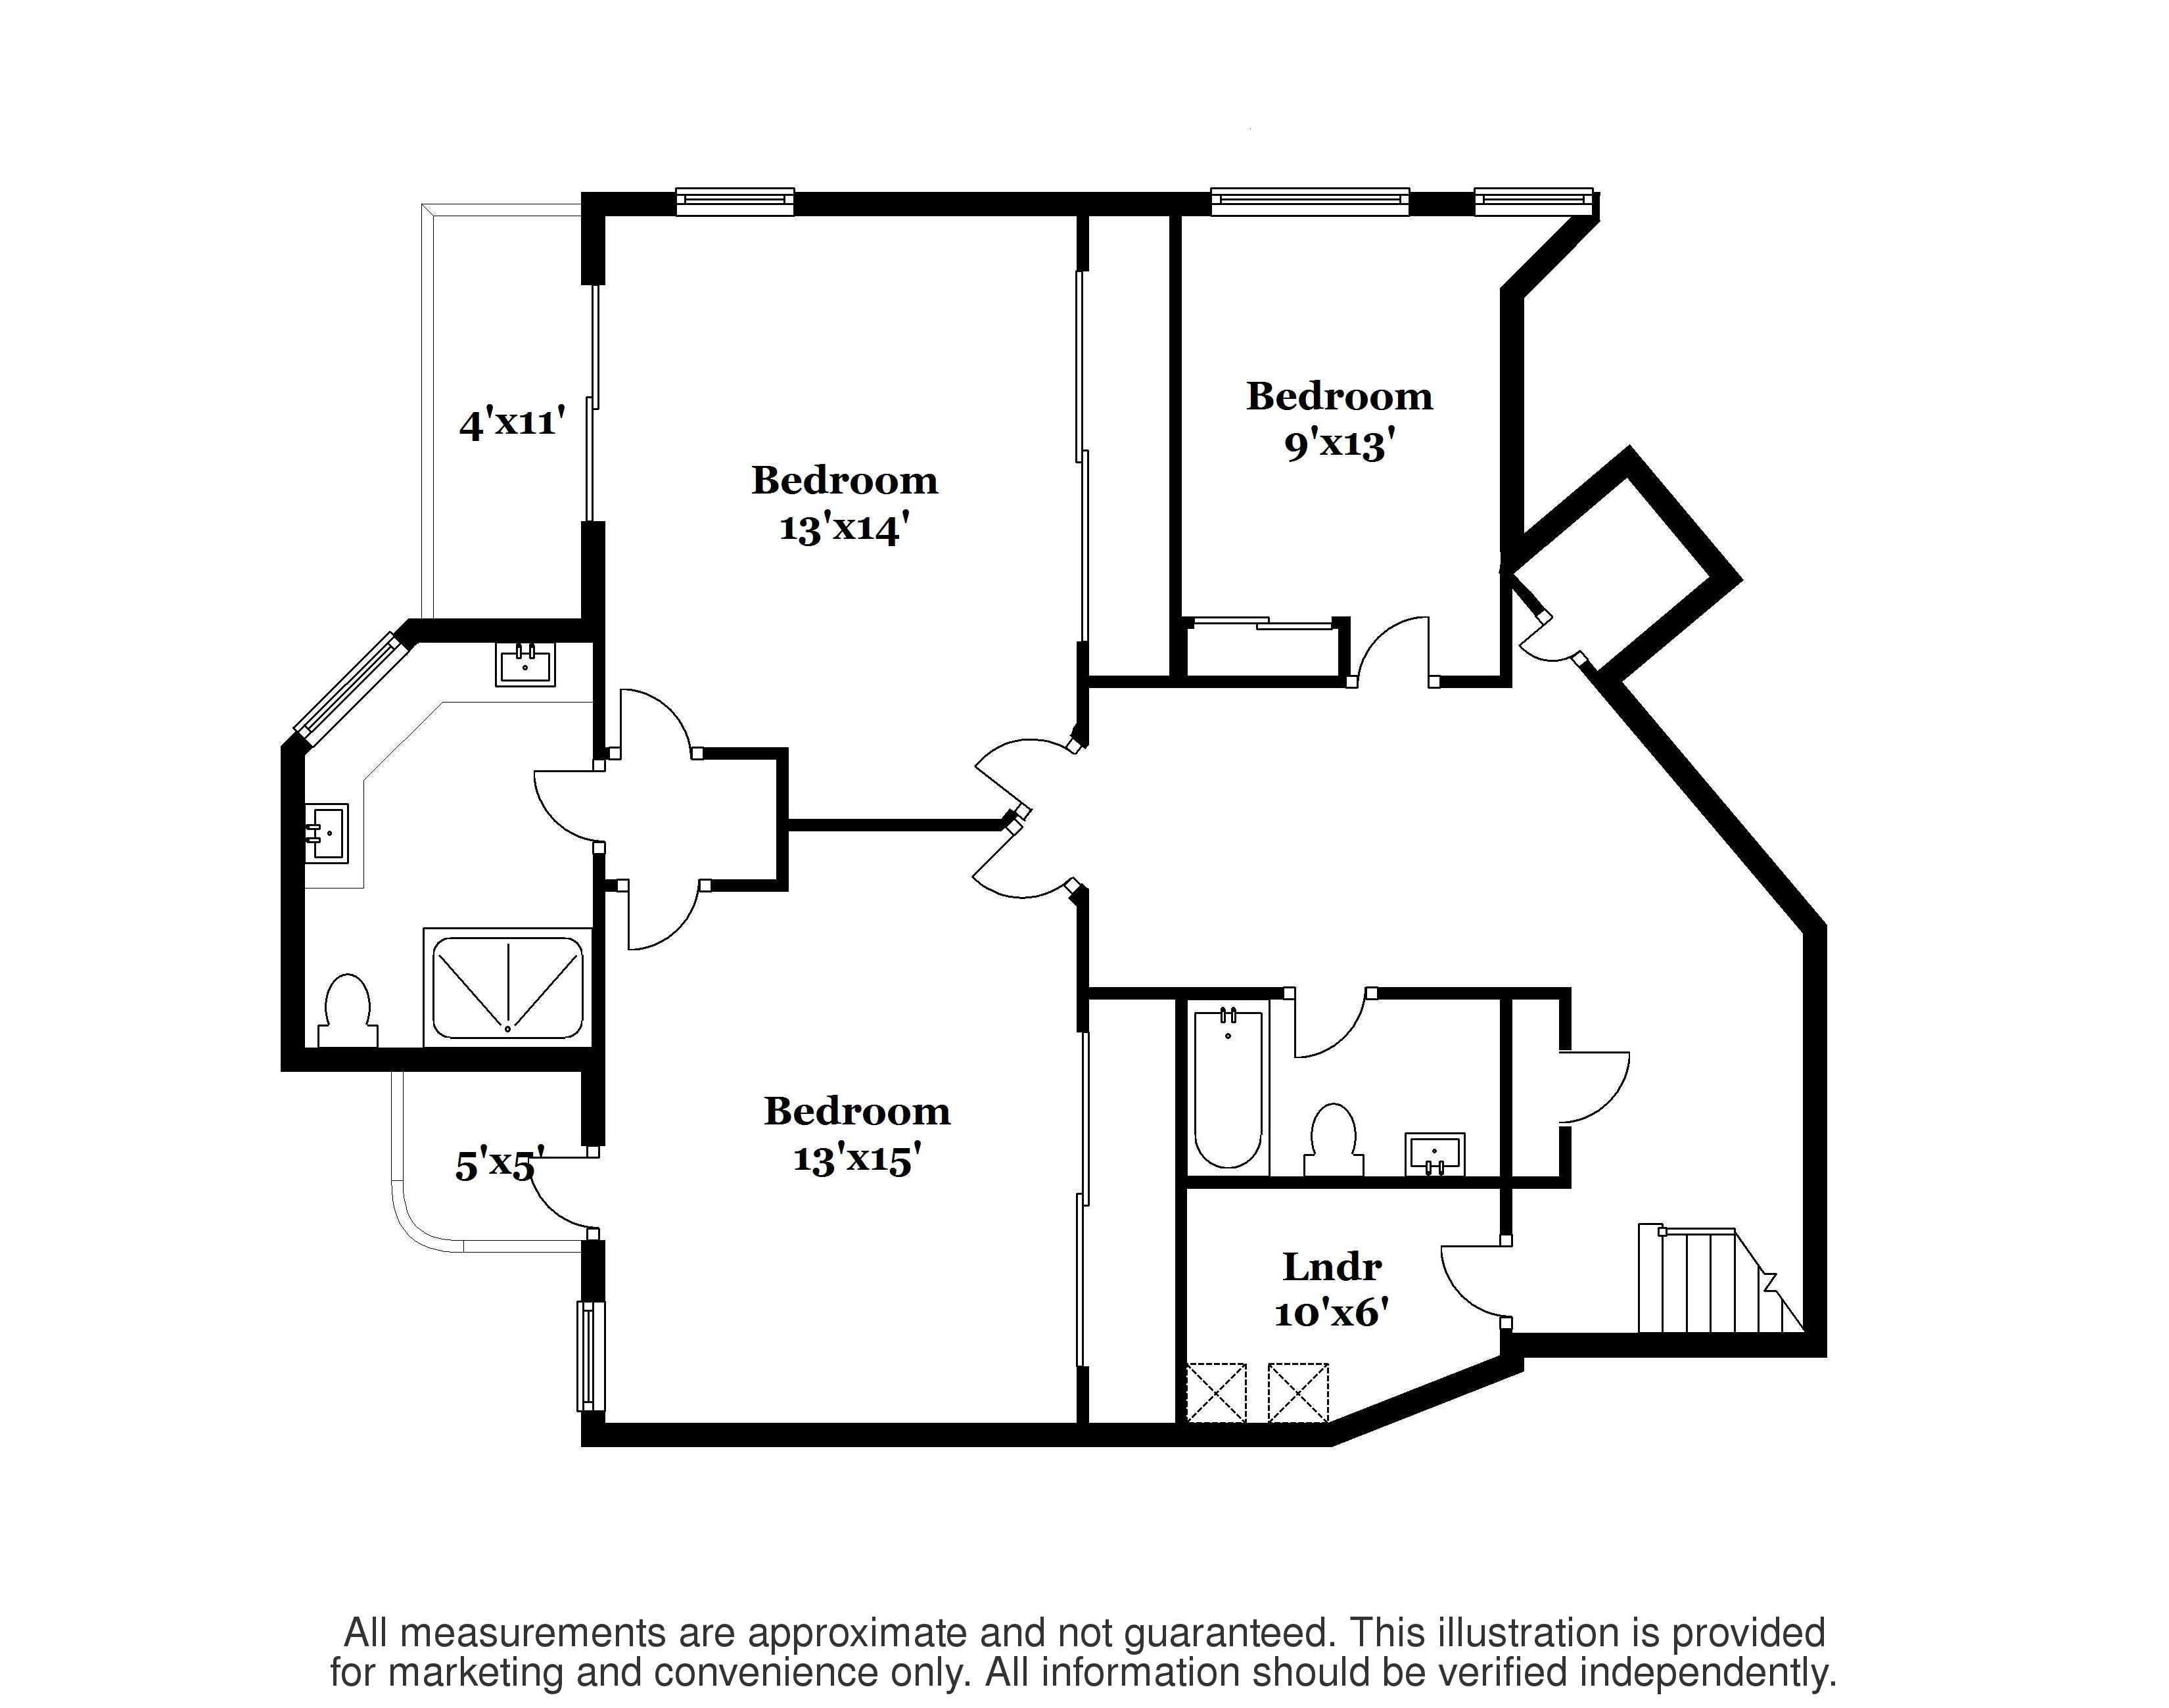 4'x11'
Bedroom
13'x14'
Bedroom
9'x13'
Bedroom
13'x15'
5'x5'
Lndr
10'x6'
All measurements are approximate and not guaranteed. This illustration is provided
for marketing and convenience only. All information should be verified independently.